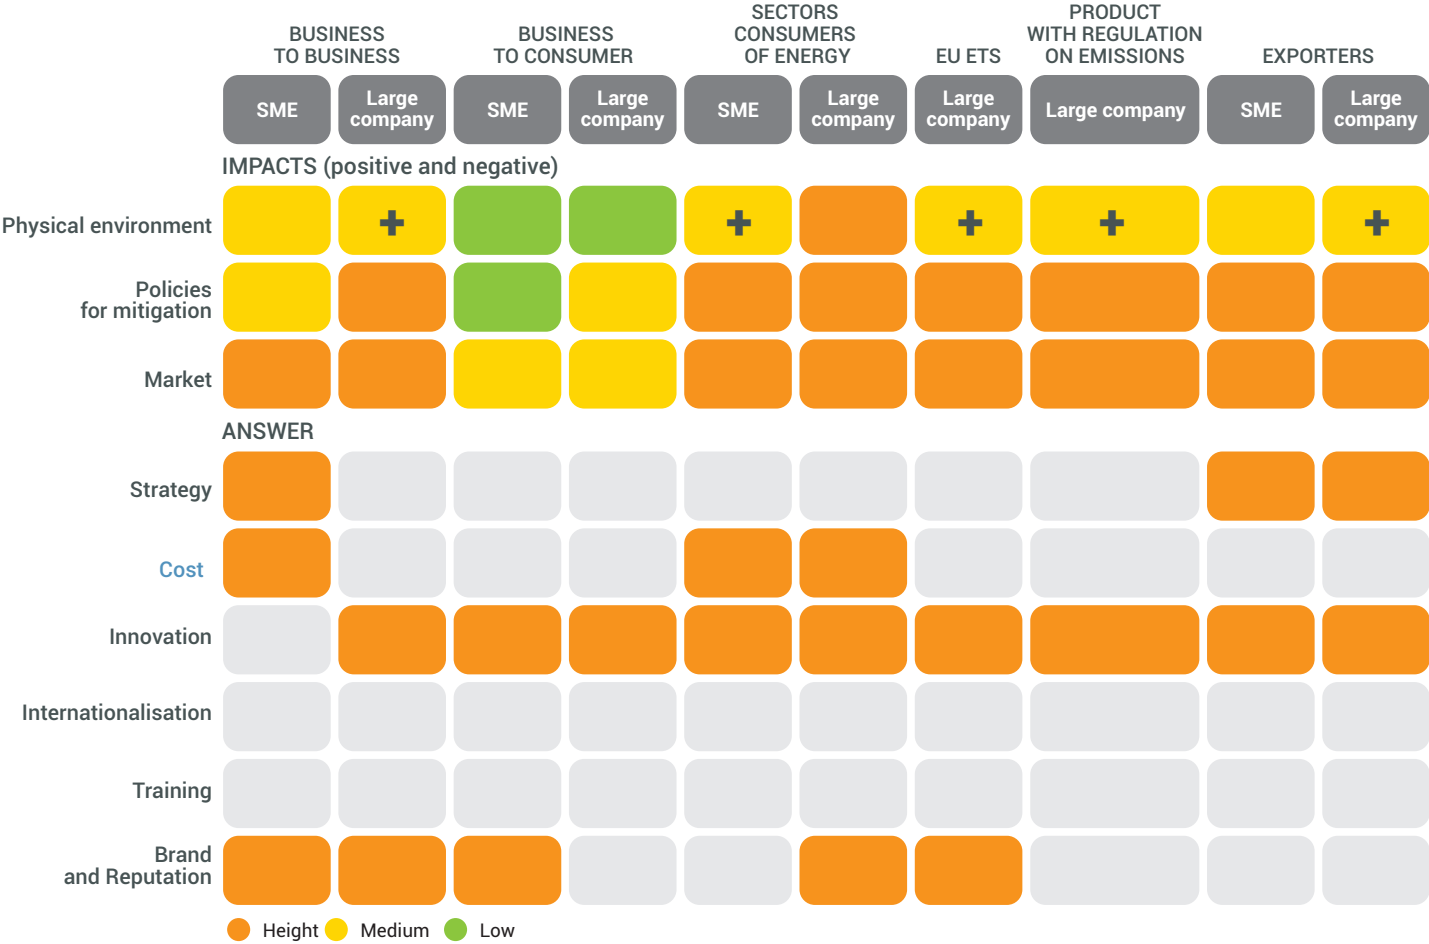 BUSINESS
TO BUSINESS
BUSINESS
TO CONSUMER
SECTORS
CONSUMERS
OF ENERGY
EU ETS
PRODUCT
WITH REGULATION
ON EMISSIONS
EXPORTERS
SME
Large
company
SME
Large
company
SME
Large
company
Large
company
Large company
SME
Large
company
IMPACTS (positive and negative)
Physical environment
+
+
+
+
+
Policies
for mitigation
Market
ANSWER
Strategy
Cost
Innovation
Internationalisation
Training
Brand
and Reputation
Height
Medium
Low